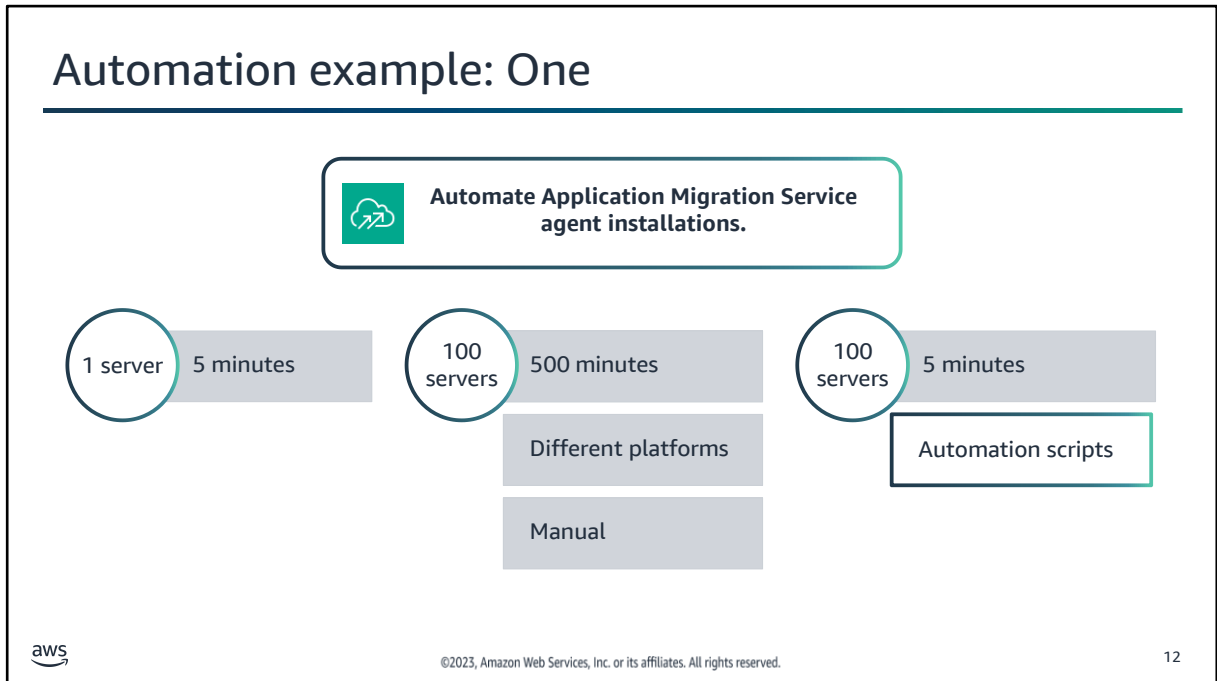 Automation example: One
Automate Application Migration Service
agent installations.
1 server
5 minutes
100
servers
500 minutes
Different platforms
Manual
100
servers
5 minutes
Automation scripts
aws
©2023, Amazon Web Services, Inc. or its affiliates. All rights reserved.
12